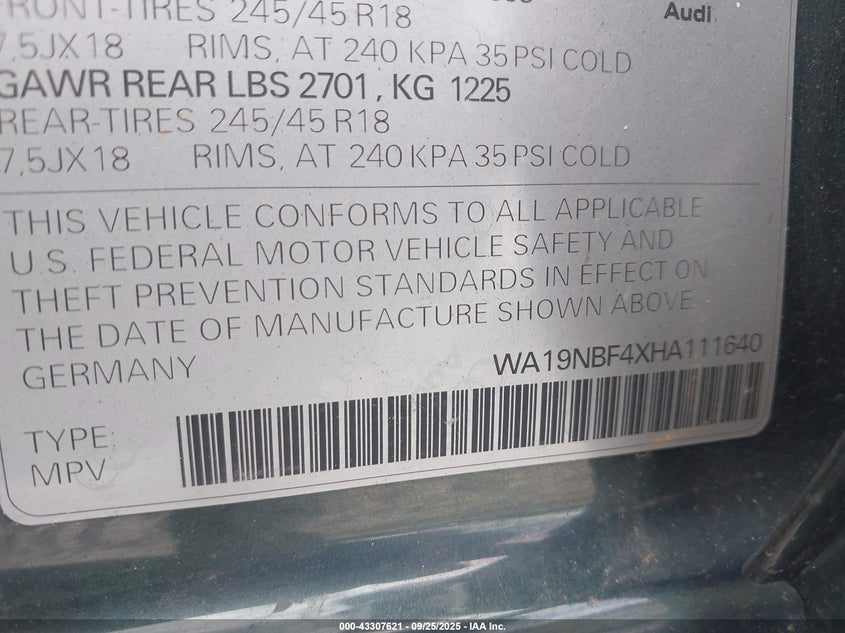 FRONT-TIRES 245/45 R18
Audi
7,5JX18 RIMS, AT 240 KPA 35 PSI COLD
GAWR REAR LBS 2701, KG 1225
REAR-TIRES 245/45 R18
7,5JX18 RIMS, AT 240 KPA 35 PSI COLD
THIS VEHICLE CONFORMS TO ALL APPLICABLE
U.S. FEDERAL MOTOR VEHICLE SAFETY AND
THEFT PREVENTION STANDARDS IN EFFECT ON
THE DATE OF MANUFACTURE SHOWN ABOVE
GERMANY WA19NBF4XHA111640
TYPE:
MPV
000-43307621 - 09/25/2025 - IAA Inc.